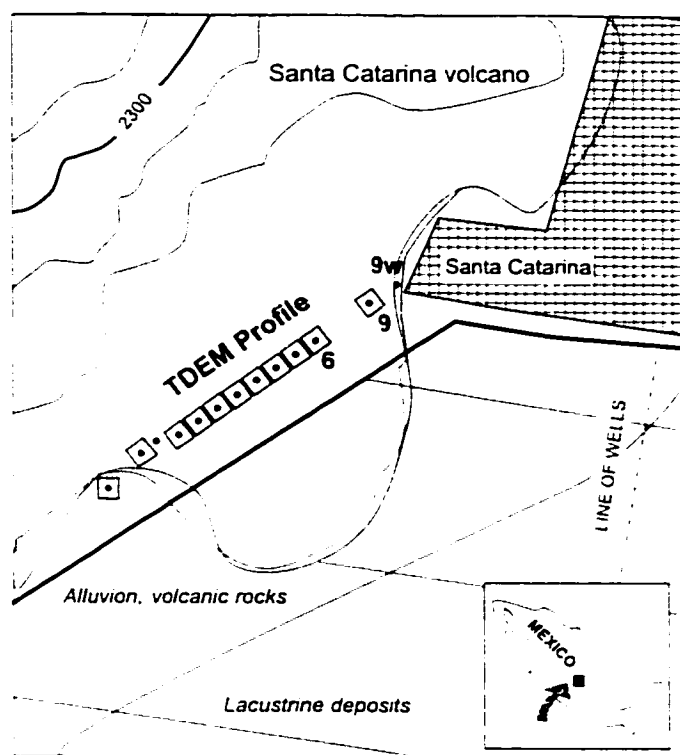 Santa Catarina volcano
2300
9w
Santa Catarina
9
TDEM Profile
6
LINE OF WELLS
Alluvion, volcanic rocks
MEXICO
Lacustrine deposits